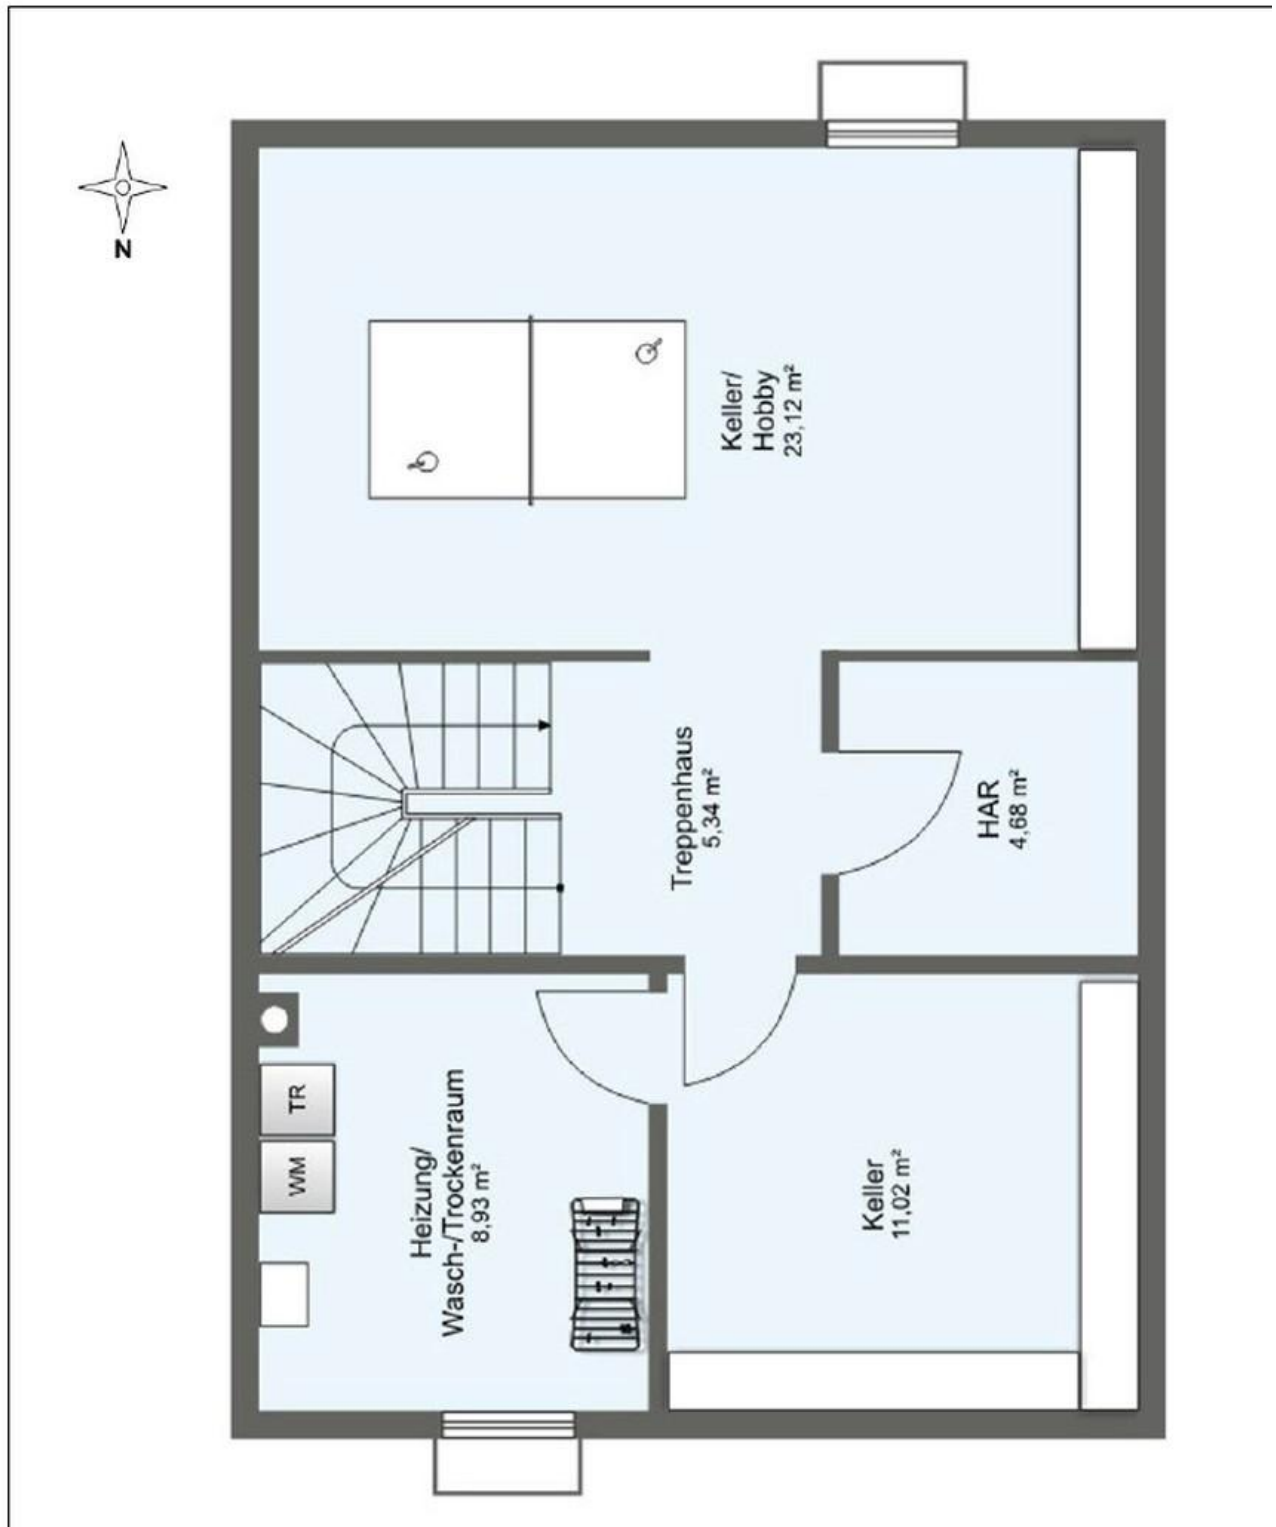 N
Keller/
Hobby
23,12 m²
Treppenhaus
5,34 m²
HAR
4,68 m²
TR
WM
Heizung/
Wasch-/Trockenraum
8,93 m²
Keller
11,02 m²